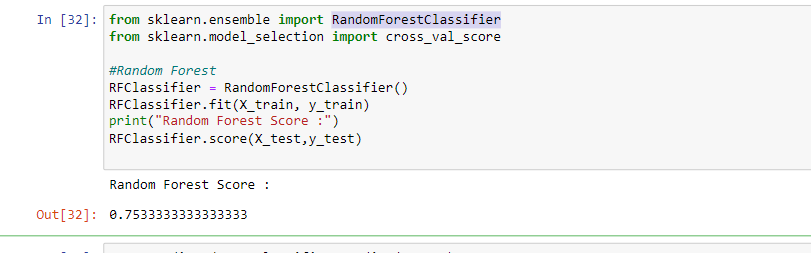 In [32]: from sklearn.ensemble import RandomForestClassifier
from sklearn.model_selection import cross_val_score
#Random Forest
RFClassifier = RandomForestClassifier()
RFClassifier.fit(X_train, y_train)
print("Random Forest Score :")
RFClassifier.score(X_test,y_test)
Random Forest Score :
Out[32]: 0.7533333333333333